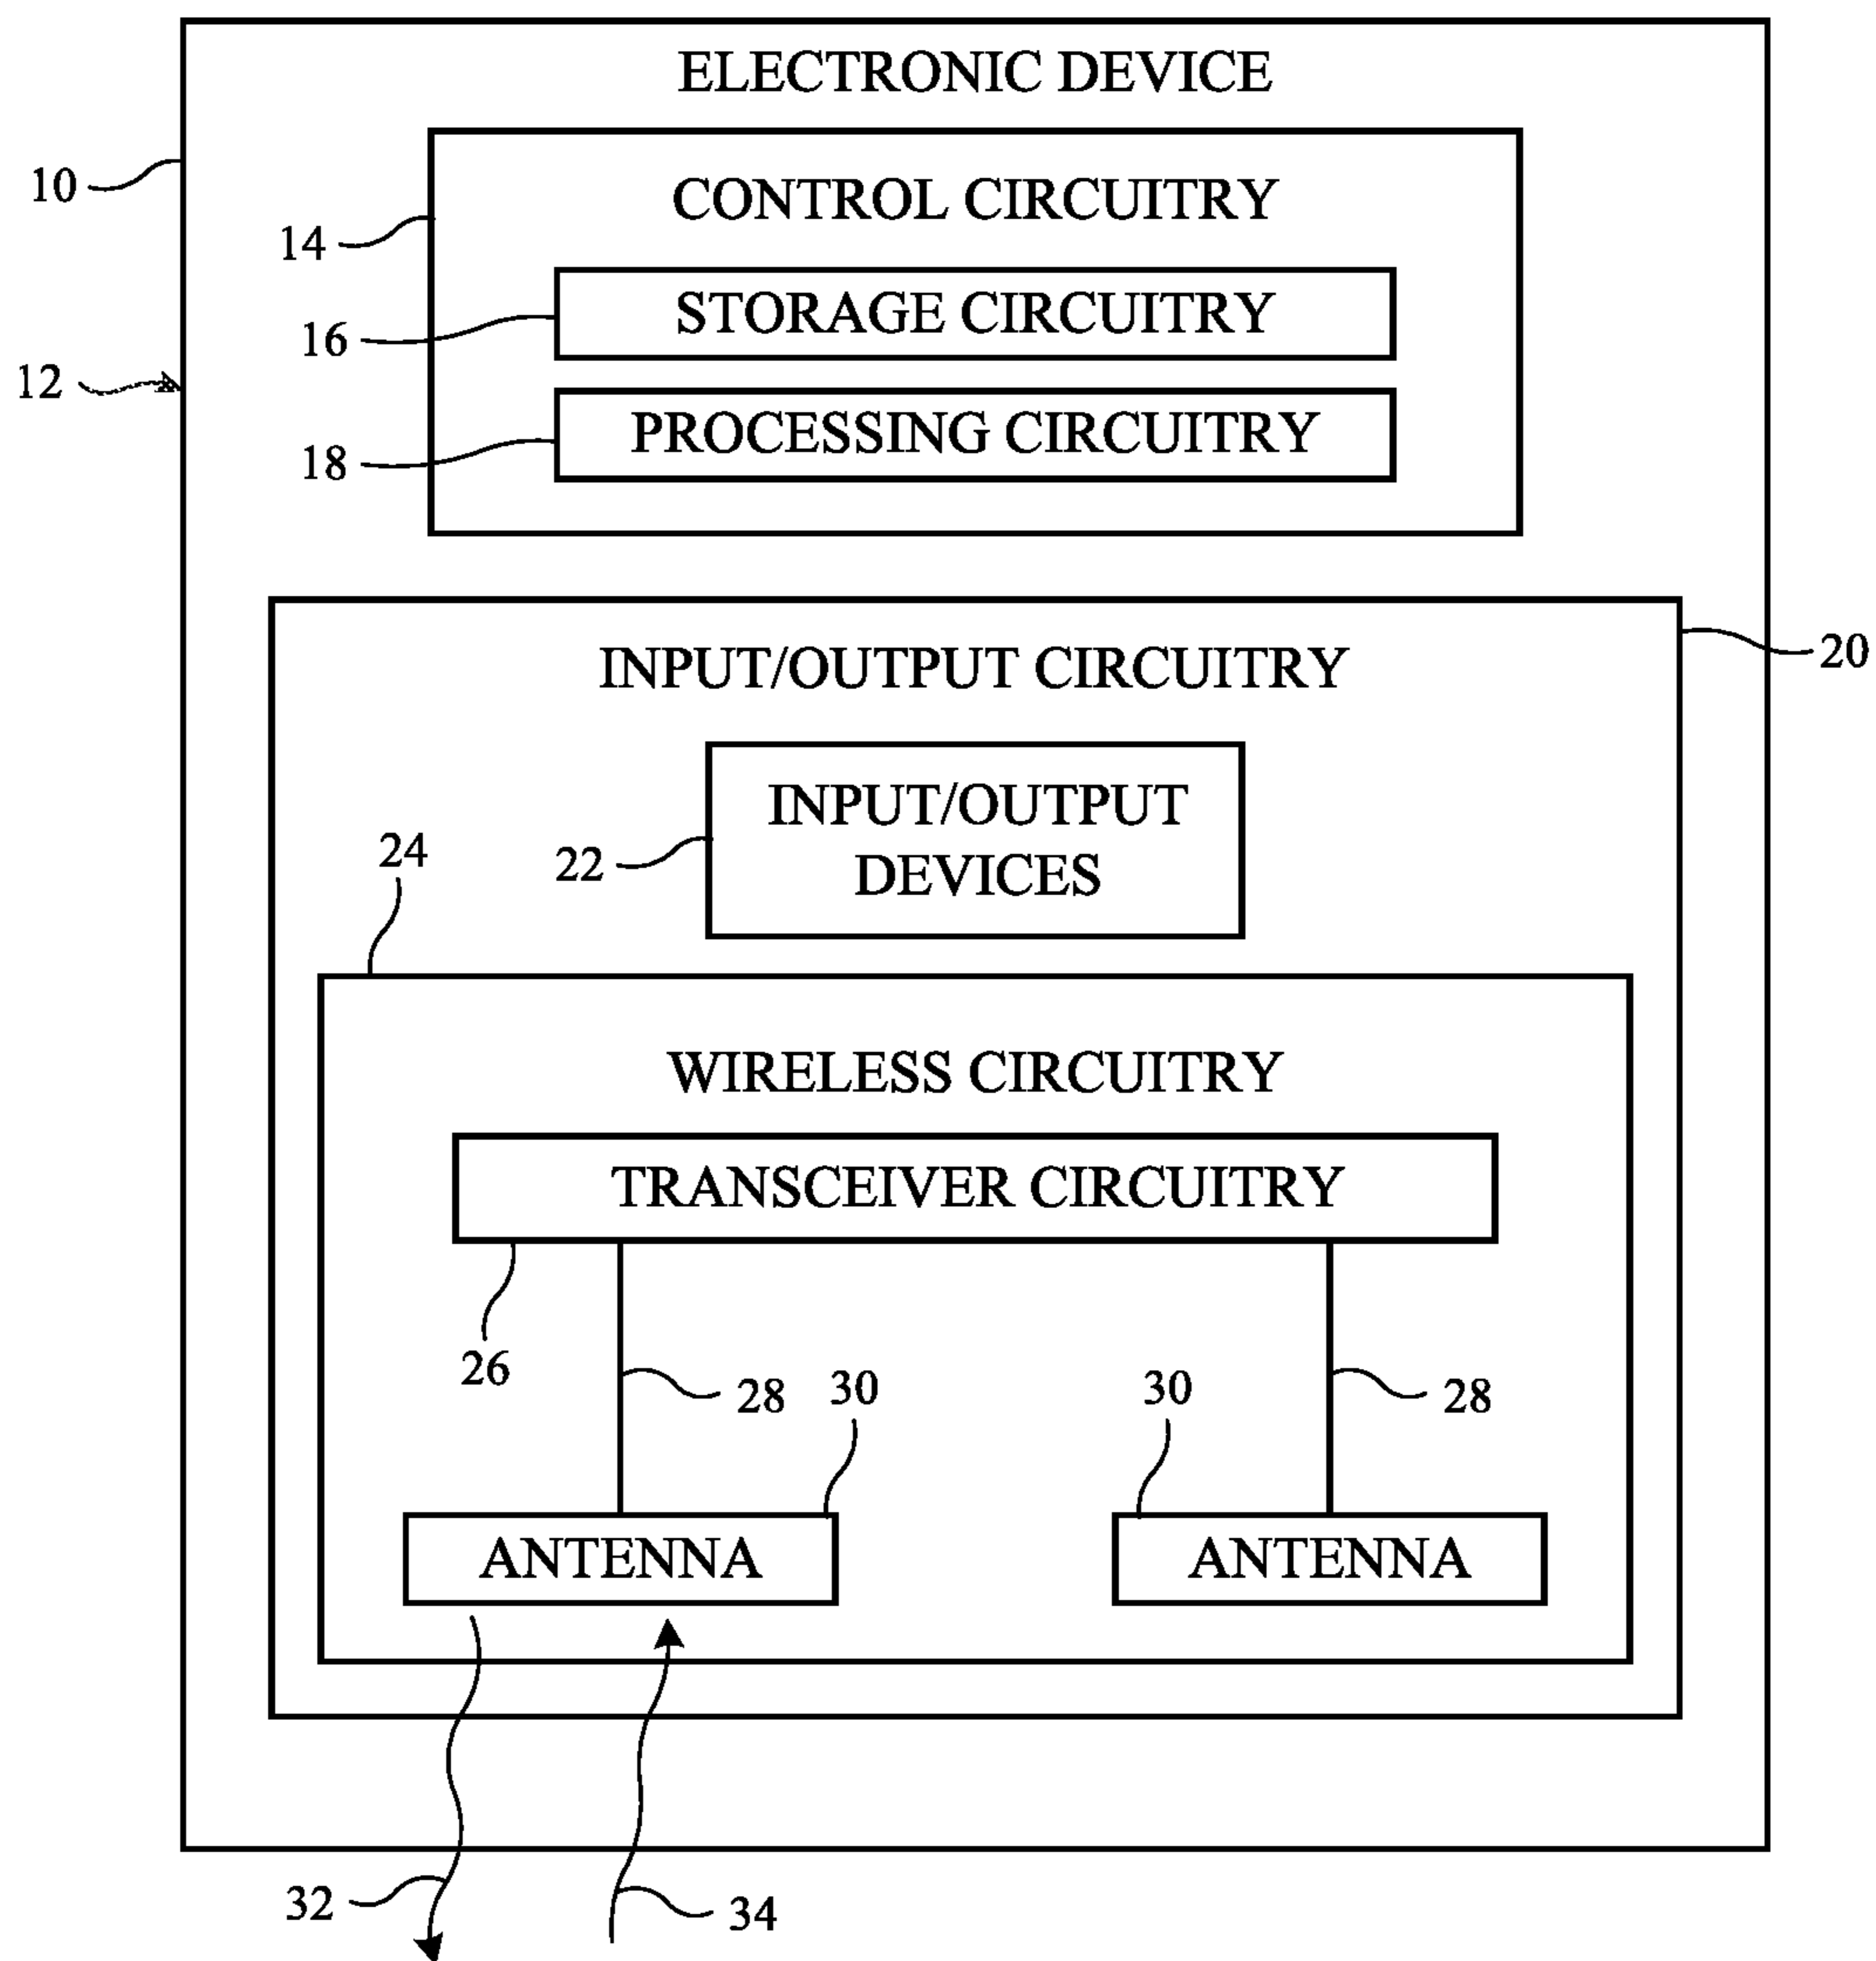 ELECTRONIC DEVICE
10
CONTROL CIRCUITRY
14
STORAGE CIRCUITRY
16
12
PROCESSING CIRCUITRY
18
INPUT/OUTPUT CIRCUITRY
20
INPUT/OUTPUT
DEVICES
22
24
WIRELESS CIRCUITRY
TRANSCEIVER CIRCUITRY
26
28
30
30
28
ANTENNA
ANTENNA
32
34